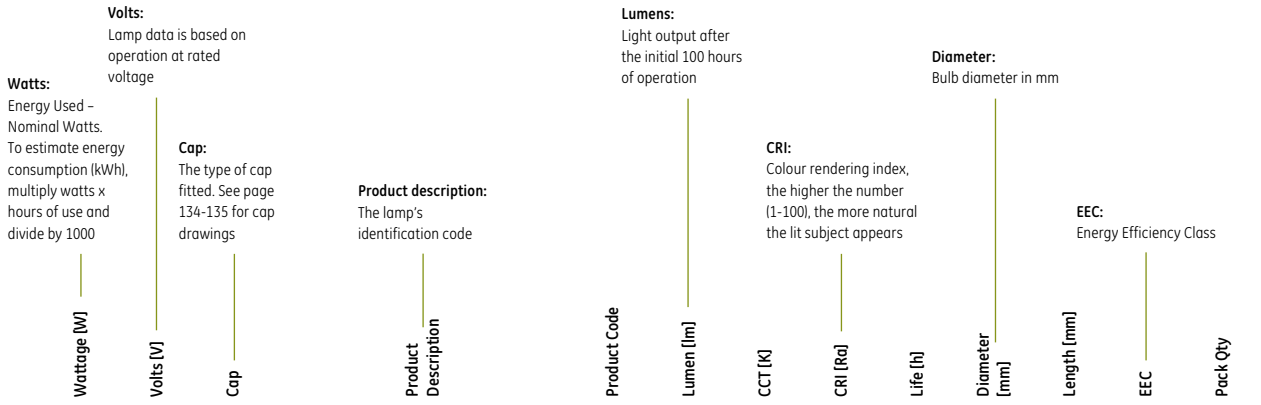 Watts:
Energy Used –
Nominal Watts.
To estimate energy
consumption (kWh),
multiply watts x
hours of use and
divide by 1000
Volts:
Lamp data is based on
operation at rated
voltage
Cap:
The type of cap
fitted. See page
134-135 for cap
drawings
Product description:
The lamp's
identification code
Lumens:
Light output after
the initial 100 hours
of operation
CRI:
Colour rendering index,
the higher the number
(1-100), the more natural
the lit subject appears
Diameter:
Bulb diameter in mm
EEC:
Energy Efficiency Class
Wattage [W]
Volts [V]
Cap
Product
Description
Product Code
Lumen [lm]
CCT [K]
CRI [Ra]
Life [h]
Diameter
[mm]
Length [mm]
EEC
Pack Qty